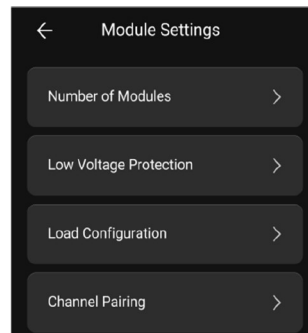 Module Settings
Number of Modules
Low Voltage Protection
Load Configuration
Channel Pairing